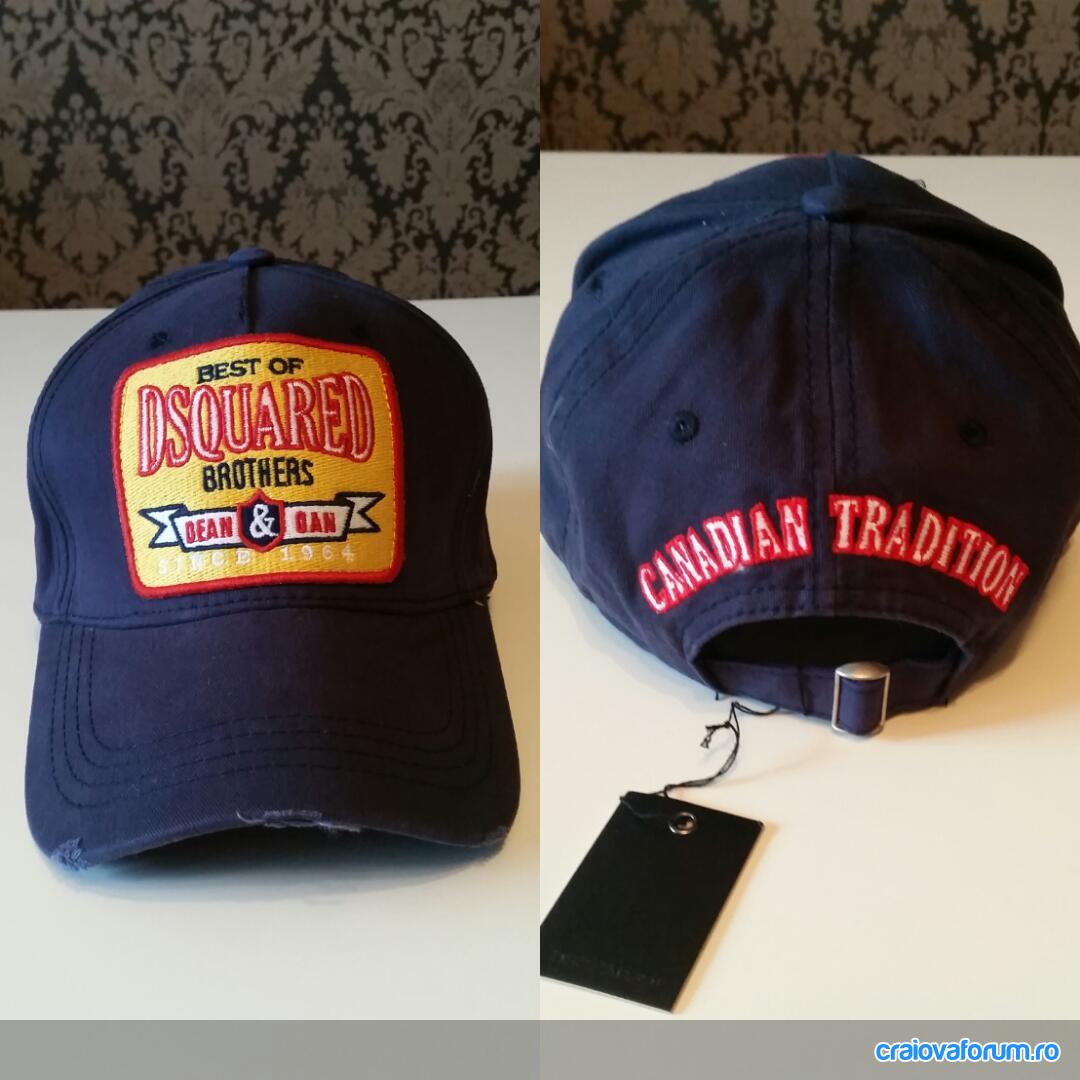 BEST OF
DSQUARED
BROTHERS
DEAN & DAN
SINCE 1964
CANADIAN TRADITION
craiovaforum.ro